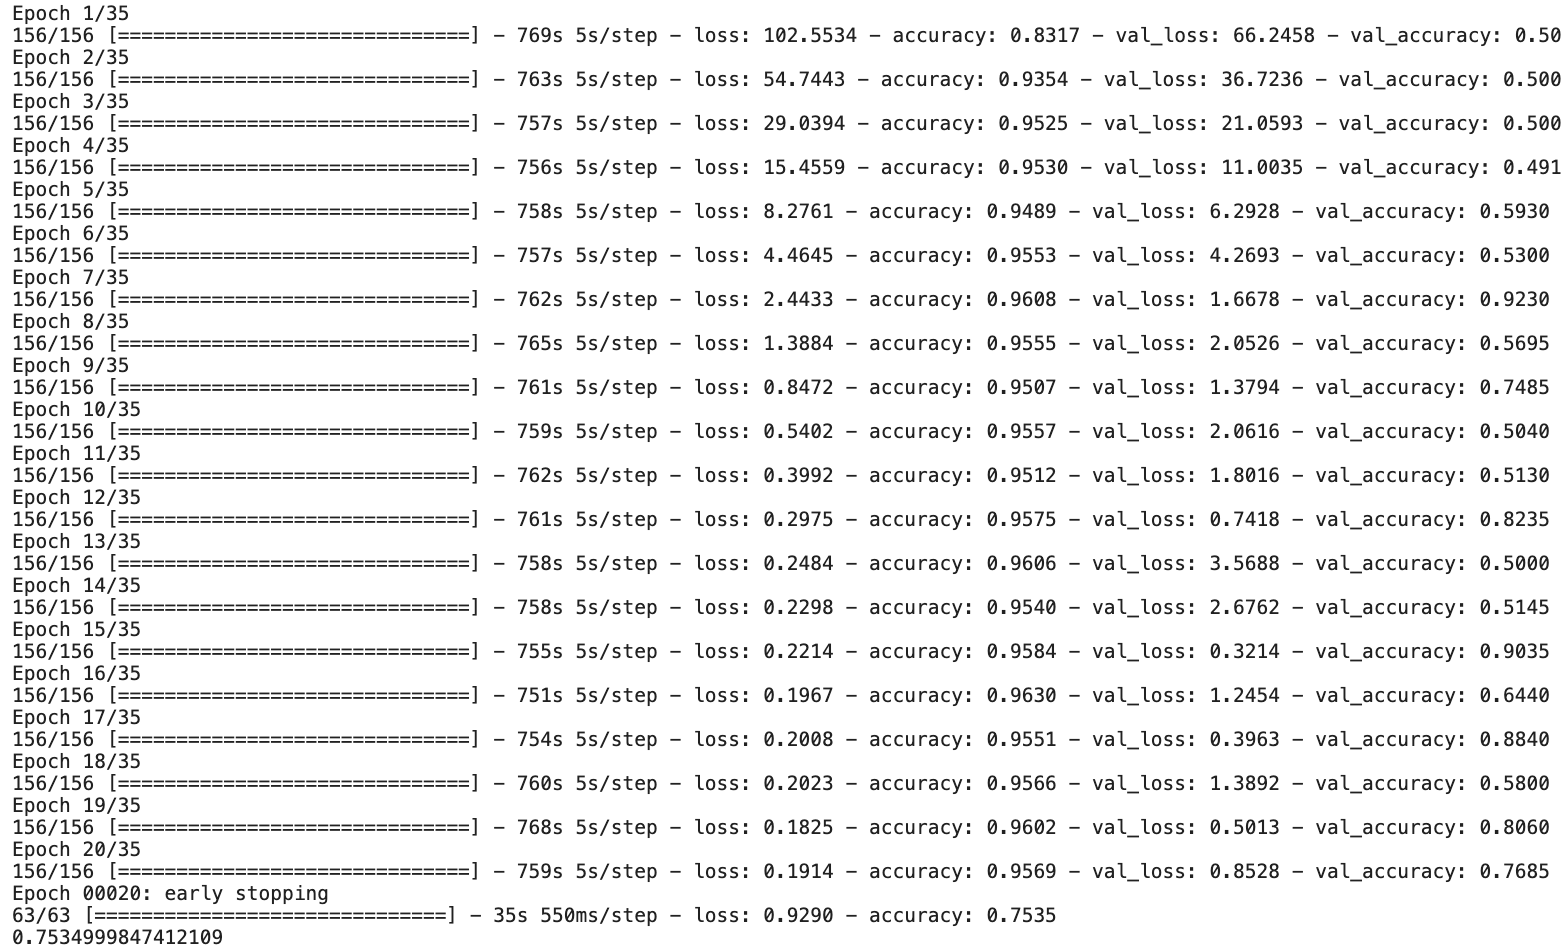 Epoch 1/35
156/156 [==============================] - 769s 5s/step - loss: 102.5534 - accuracy: 0.8317 - val_loss: 66.2458 - val_accuracy: 0.50
Epoch 2/35
156/156 [==============================] - 763s 5s/step - loss: 54.7443 - accuracy: 0.9354 - val_loss: 36.7236 - val_accuracy: 0.500
Epoch 3/35
156/156 [==============================] - 757s 5s/step - loss: 29.0394 - accuracy: 0.9525 - val_loss: 21.0593 - val_accuracy: 0.500
Epoch 4/35
156/156 [==============================] - 756s 5s/step - loss: 15.4559 - accuracy: 0.9530 - val_loss: 11.0035 - val_accuracy: 0.491
Epoch 5/35
156/156 [==============================] - 758s 5s/step - loss: 8.2761 - accuracy: 0.9489 - val_loss: 6.2928 - val_accuracy: 0.5930
Epoch 6/35
156/156 [==============================] - 757s 5s/step - loss: 4.4645 - accuracy: 0.9553 - val_loss: 4.2693 - val_accuracy: 0.5300
Epoch 7/35
156/156 [==============================] - 762s 5s/step - loss: 2.4433 - accuracy: 0.9608 - val_loss: 1.6678 - val_accuracy: 0.9230
Epoch 8/35
156/156 [==============================] - 765s 5s/step - loss: 1.3884 - accuracy: 0.9555 - val_loss: 2.0526 - val_accuracy: 0.5695
Epoch 9/35
156/156 [==============================] - 761s 5s/step - loss: 0.8472 - accuracy: 0.9507 - val_loss: 1.3794 - val_accuracy: 0.7485
Epoch 10/35
156/156 [==============================] - 759s 5s/step - loss: 0.5402 - accuracy: 0.9557 - val_loss: 2.0616 - val_accuracy: 0.5040
Epoch 11/35
156/156 [==============================] - 762s 5s/step - loss: 0.3992 - accuracy: 0.9512 - val_loss: 1.8016 - val_accuracy: 0.5130
Epoch 12/35
156/156 [==============================] - 761s 5s/step - loss: 0.2975 - accuracy: 0.9575 - val_loss: 0.7418 - val_accuracy: 0.8235
Epoch 13/35
156/156 [==============================] - 758s 5s/step - loss: 0.2484 - accuracy: 0.9606 - val_loss: 3.5688 - val_accuracy: 0.5000
Epoch 14/35
156/156 [==============================] - 758s 5s/step - loss: 0.2298 - accuracy: 0.9540 - val_loss: 2.6762 - val_accuracy: 0.5145
Epoch 15/35
156/156 [==============================] - 755s 5s/step - loss: 0.2214 - accuracy: 0.9584 - val_loss: 0.3214 - val_accuracy: 0.9035
Epoch 16/35
156/156 [==============================] - 751s 5s/step - loss: 0.1967 - accuracy: 0.9630 - val_loss: 1.2454 - val_accuracy: 0.6440
Epoch 17/35
156/156 [==============================] - 754s 5s/step - loss: 0.2008 - accuracy: 0.9551 - val_loss: 0.3963 - val_accuracy: 0.8840
Epoch 18/35
156/156 [==============================] - 760s 5s/step - loss: 0.2023 - accuracy: 0.9566 - val_loss: 1.3892 - val_accuracy: 0.5800
Epoch 19/35
156/156 [==============================] - 768s 5s/step - loss: 0.1825 - accuracy: 0.9602 - val_loss: 0.5013 - val_accuracy: 0.8060
Epoch 20/35
156/156 [==============================] - 759s 5s/step - loss: 0.1914 - accuracy: 0.9569 - val_loss: 0.8528 - val_accuracy: 0.7685
Epoch 00020: early stopping
63/63 [==============================] - 35s 550ms/step - loss: 0.9290 - accuracy: 0.7535
0.7534999847412109